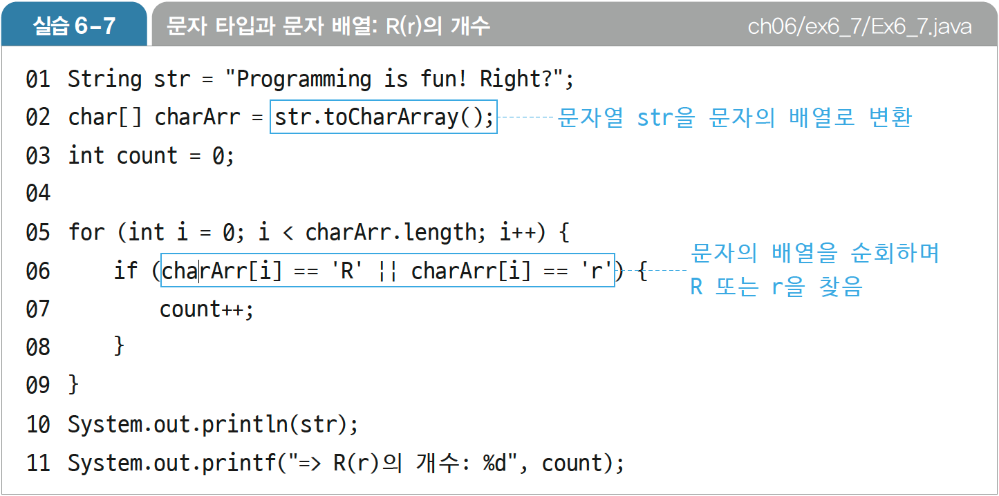 실습 6-7
문자 타입과 문자 배열: R(r)의 개수
ch06/ex6_7/Ex6_7.java
01 String str = "Programming is fun! Right?";
02 char[] charArr = str.toCharArray(); 문자열 str을 문자의 배열로 변환
03 int count = 0;
04
05 for (int i = 0; i < charArr.length; i++) {
06 if (charArr[i] == 'R' || charArr[i] == 'r') {
문자의 배열을 순회하며
R 또는 r을 찾음
07 count++;
08 }
09 }
10 System.out.println(str);
11 System.out.printf("=> R(r)의 개수: %d", count);